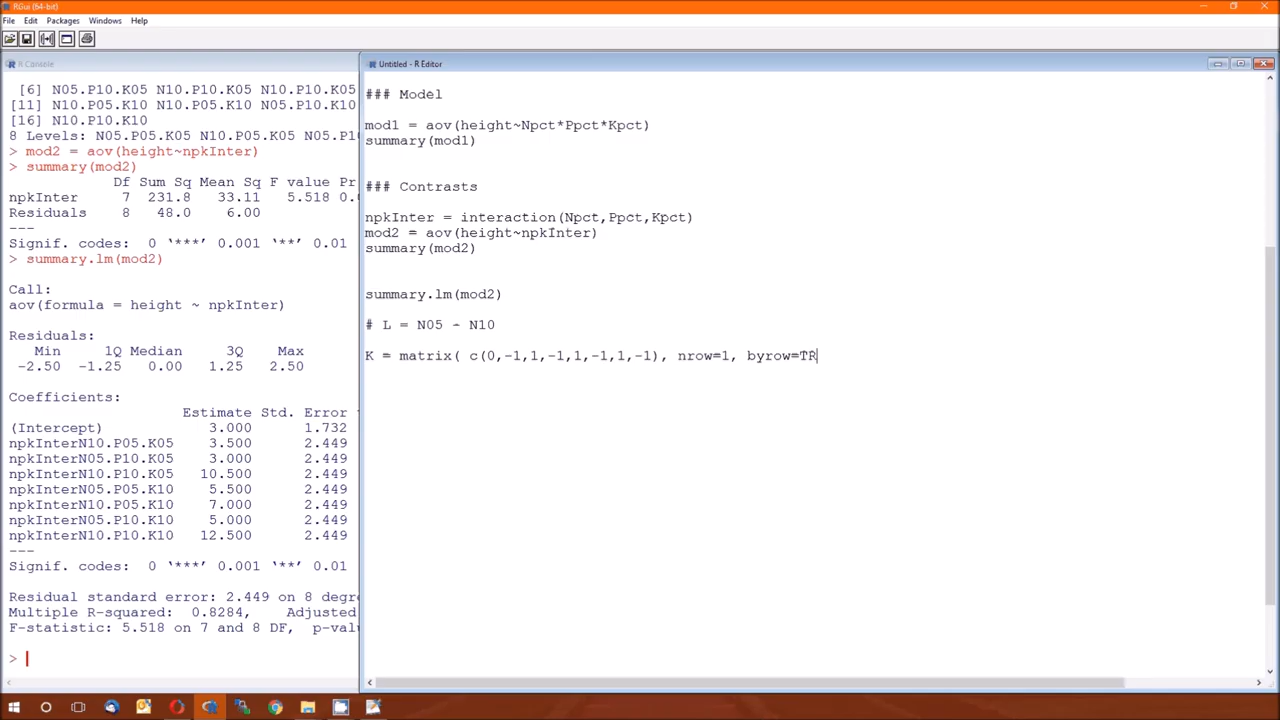 RGui (64-bit)
File Edit Packages Windows Help
R Console
[6] N05.P10.K05 N10.P10.K05 N10.P10.K05
[11] N10.P05.K10 N10.P05.K10 N05.P10.K10
[16] N10.P10.K10
8 Levels: N05.P05.K05 N10.P05.K05 N05.P1
> mod2 = aov(height~npkInter)
> summary(mod2)
Df Sum Sq Mean Sq F value Pr
npkInter 7 231.8 33.11 5.518 0.0
Residuals 8 48.0 6.00
---
Signif. codes: 0 ‘***’ 0.001 ‘**’ 0.01
> summary.lm(mod2)
Call:
aov(formula = height ~ npkInter)
Residuals:
Min 1Q Median 3Q Max
-2.50 -1.25 0.00 1.25 2.50
Coefficients:
Estimate Std. Error
(Intercept) 3.000 1.732
npkInterN10.P05.K05 3.500 2.449
npkInterN05.P10.K05 3.000 2.449
npkInterN10.P10.K05 10.500 2.449
npkInterN05.P05.K10 5.500 2.449
npkInterN10.P05.K10 7.000 2.449
npkInterN05.P10.K10 5.000 2.449
npkInterN10.P10.K10 12.500 2.449
---
Signif. codes: 0 ‘***’ 0.001 ‘**’ 0.01
Residual standard error: 2.449 on 8 degre
Multiple R-squared: 0.8284, Adjusted
F-statistic: 5.518 on 7 and 8 DF, p-valu
>
Untitled - R Editor
### Model
mod1 = aov(height~Npct*Ppct*Kpct)
summary(mod1)
### Contrasts
npkInter = interaction(Npct,Ppct,Kpct)
mod2 = aov(height~npkInter)
summary(mod2)
summary.lm(mod2)
# L = N05 - N10
K = matrix( c(0,-1,1,-1,1,-1,1,-1), nrow=1, byrow=TR